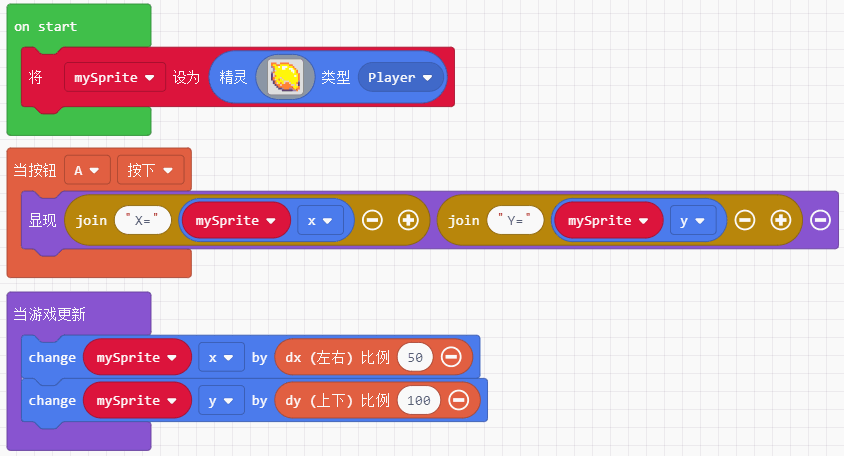 on start
将 mySprite 设为 精灵 类型 Player
当按钮 A 按下
显现 join "X=" mySprite x join "Y=" mySprite y
当游戏更新
change mySprite x by dx (左右) 比例 50
change mySprite y by dy (上下) 比例 100